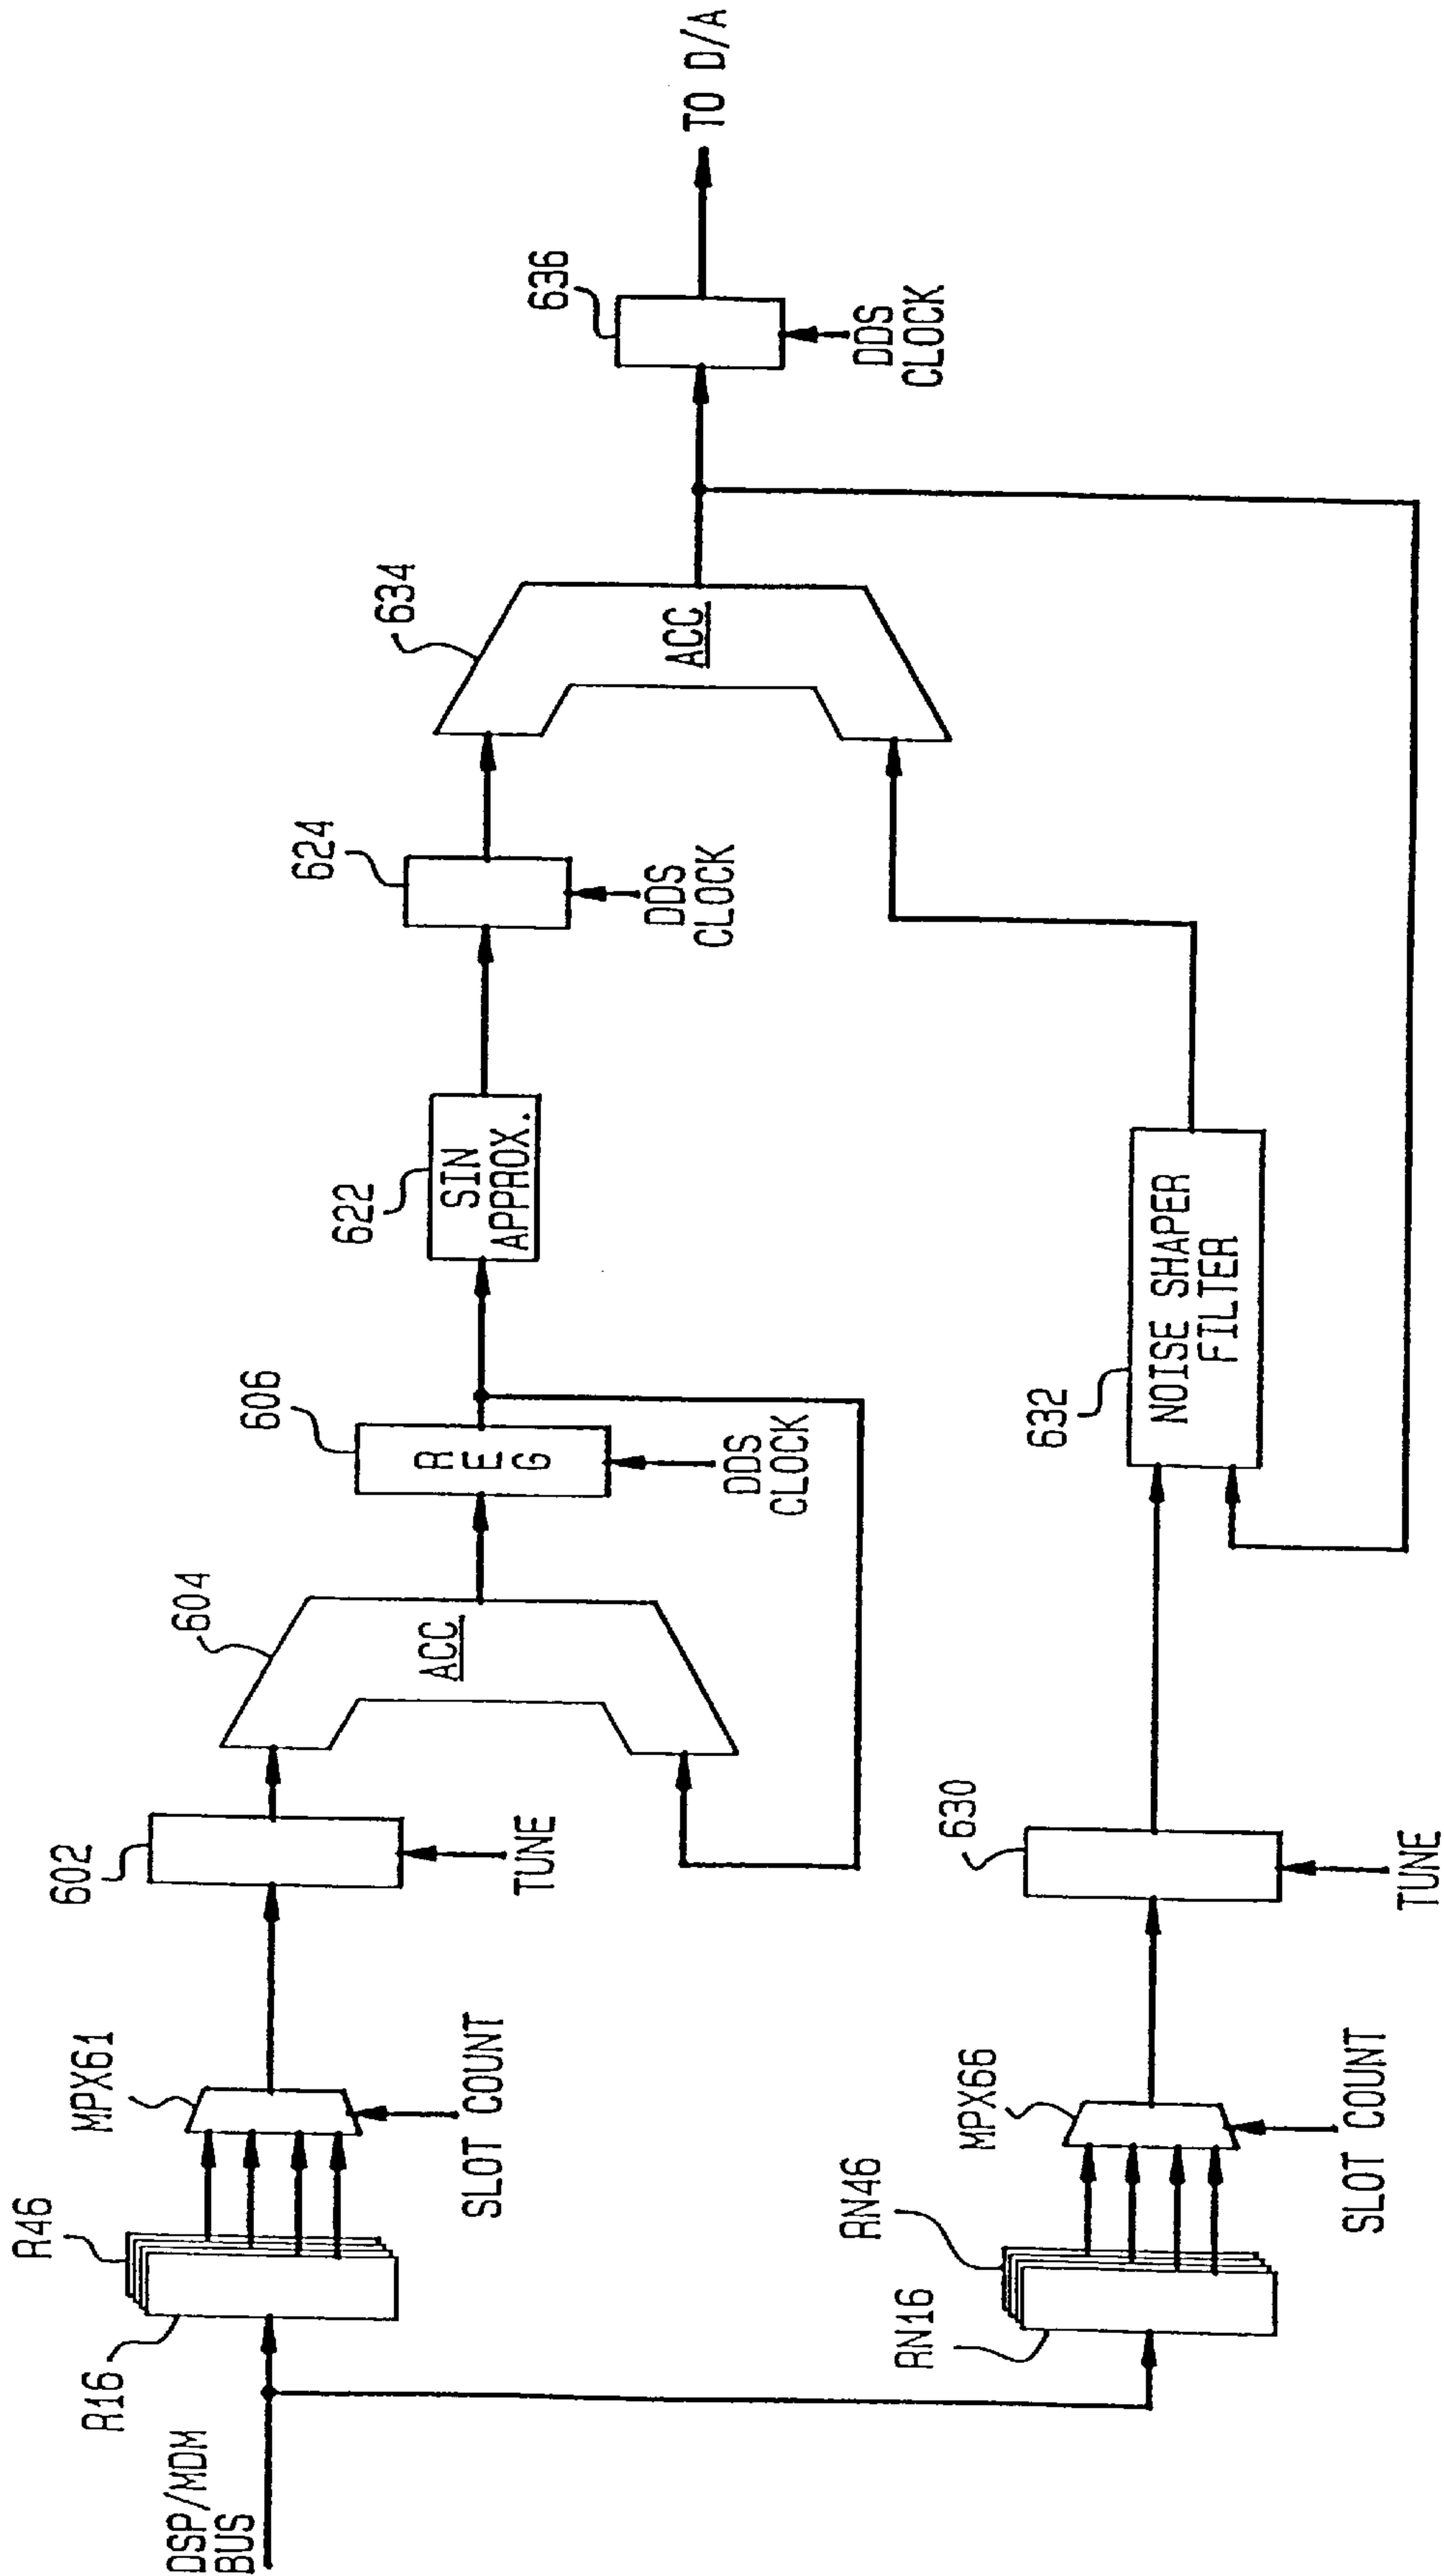 DSP/MDM
BUS
R16
R46
MPX61
SLOT COUNT
602
TUNE
604
ACC
606
REG
DDS
CLOCK
622
SIN
APPROX.
624
DDS
CLOCK
634
ACC
636
DDS
CLOCK
TO D/A
RN16
RN46
MPX66
SLOT COUNT
630
TUNE
632
NOISE SHAPER
FILTER